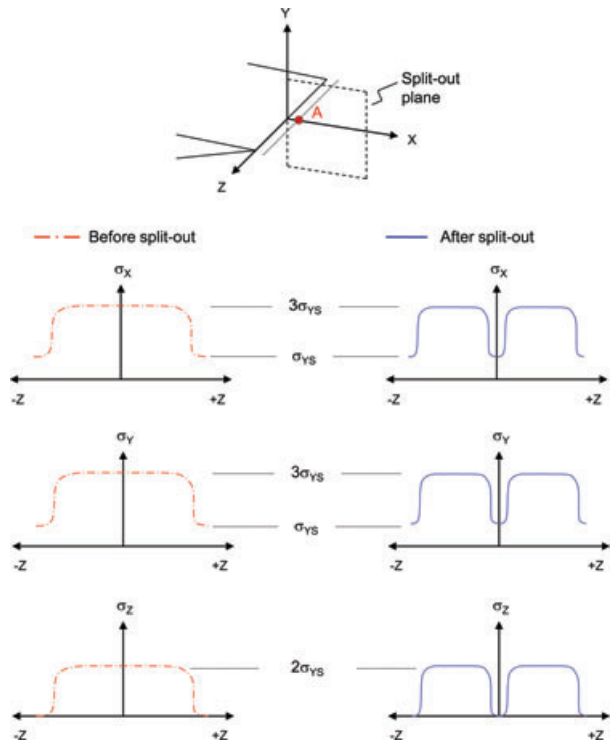 Y
Split-out
plane
A
X
Z
Before split-out
After split-out
σX
3σYS
σX
σYS
-Z
+Z
-Z
+Z
σY
3σYS
σY
σYS
-Z
+Z
-Z
+Z
σZ
2σYS
σZ
-Z
+Z
-Z
+Z